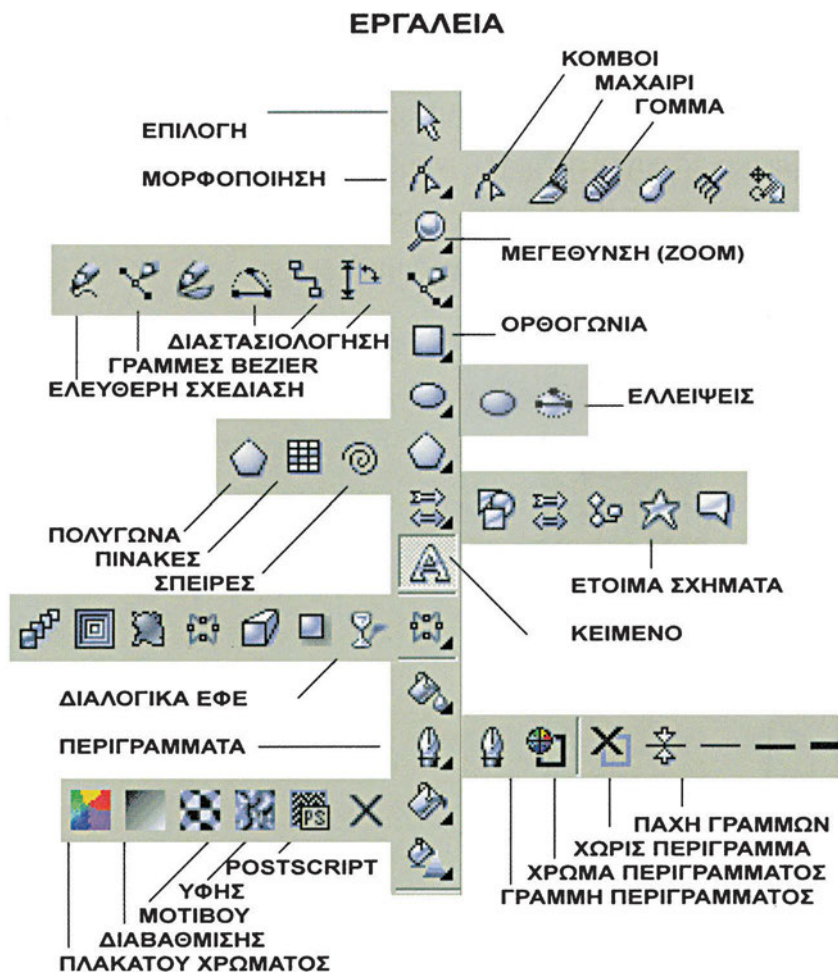 ΕΡΓΑΛΕΙΑ
ΚΟΜΒΟΙ
ΜΑΧΑΙΡΙ
ΓΟΜΜΑ
ΕΠΙΛΟΓΗ
ΜΟΡΦΟΠΟΙΗΣΗ
ΜΕΓΕΘΥΝΣΗ (ZOOM)
ΔΙΑΣΤΑΣΙΟΛΟΓΗΣΗ
ΓΡΑΜΜΕΣ BEZIER
ΕΛΕΥΘΕΡΗ ΣΧΕΔΙΑΣΗ
ΟΡΘΟΓΩΝΙΑ
ΕΛΛΕΙΨΕΙΣ
ΠΟΛΥΓΩΝΑ
ΠΙΝΑΚΕΣ
ΣΠΕΙΡΕΣ
ΕΤΟΙΜΑ ΣΧΗΜΑΤΑ
A
ΚΕΙΜΕΝΟ
ΔΙΑΛΟΓΙΚΑ ΕΦΕ
ΠΕΡΙΓΡΑΜΜΑΤΑ
PS
POSTSCRIPT
ΥΦΗΣ
ΜΟΤΙΒΟΥ
ΔΙΑΒΑΘΜΙΣΗΣ
ΠΛΑΚΑΤΟΥ ΧΡΩΜΑΤΟΣ
ΠΑΧΗ ΓΡΑΜΜΩΝ
ΧΩΡΙΣ ΠΕΡΙΓΡΑΜΜΑ
ΧΡΩΜΑ ΠΕΡΙΓΡΑΜΜΑΤΟΣ
ΓΡΑΜΜΗ ΠΕΡΙΓΡΑΜΜΑΤΟΣ